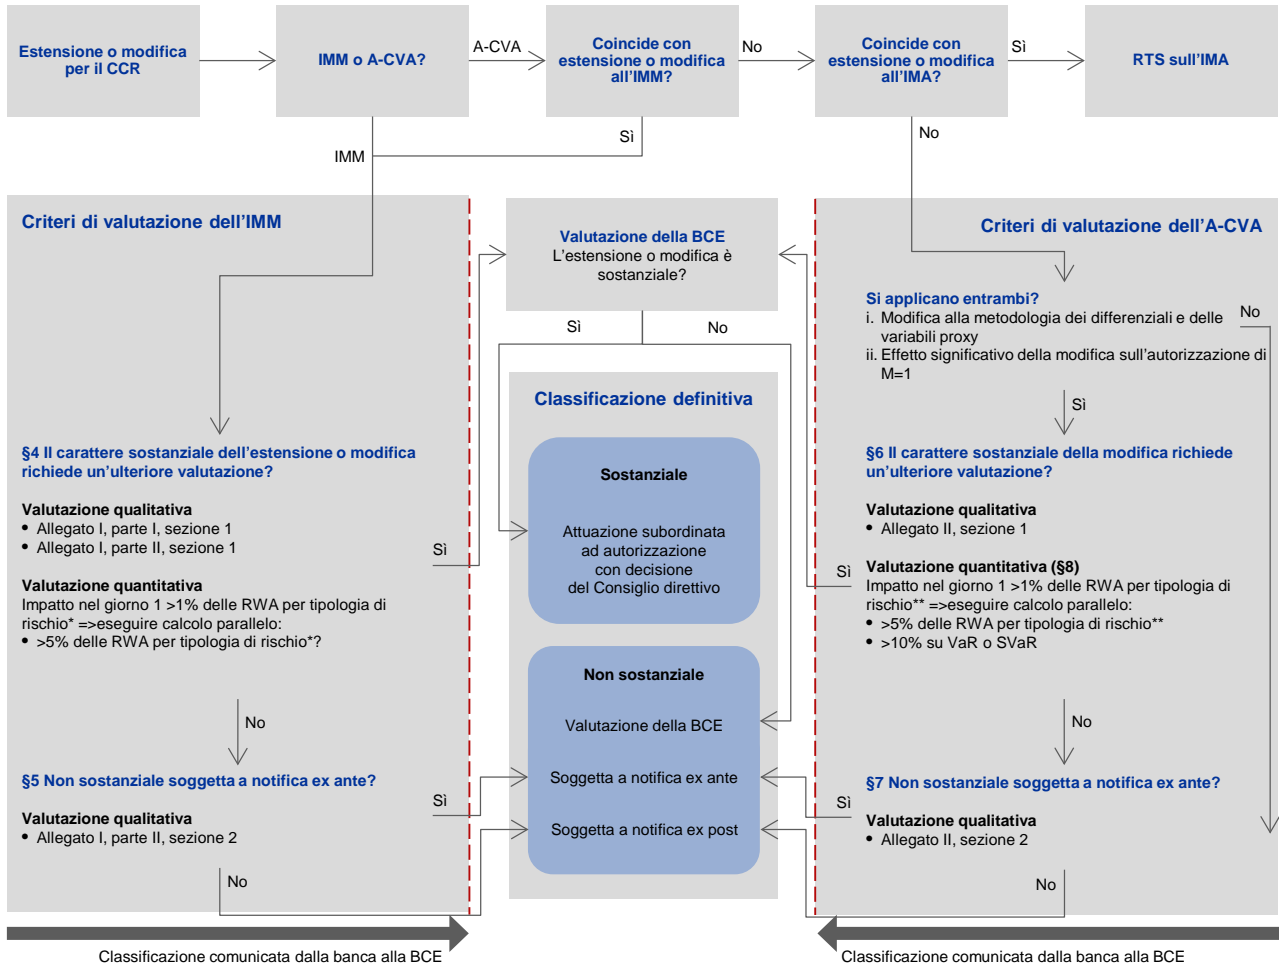 Estensione o modifica
per il CCR
IMM o A-CVA?
A-CVA
Coincide con
estensione o modifica
all'IMM?
No
Coincide con
estensione o modifica
all'IMA?
Sì
RTS sull'IMA
IMM
Sì
No
Criteri di valutazione dell'IMM
§4 Il carattere sostanziale dell'estensione o modifica
richiede un'ulteriore valutazione?
Valutazione qualitativa
• Allegato I, parte I, sezione 1
• Allegato I, parte II, sezione 1
Sì
Valutazione quantitativa
Impatto nel giorno 1 >1% delle RWA per tipologia di
rischio* =>eseguire calcolo parallelo:
• >5% delle RWA per tipologia di rischio*?
No
§5 Non sostanziale soggetta a notifica ex ante?
Sì
Valutazione qualitativa
• Allegato I, parte II, sezione 2
No
Valutazione della BCE
L'estensione o modifica è
sostanziale?
Sì
No
Classificazione definitiva
Sostanziale
Attuazione subordinata
ad autorizzazione
con decisione
del Consiglio direttivo
Non sostanziale
Valutazione della BCE
Soggetta a notifica ex ante
Soggetta a notifica ex post
Criteri di valutazione dell'A-CVA
Si applicano entrambi?
i. Modifica alla metodologia dei differenziali e delle
variabili proxy
ii. Effetto significativo della modifica sull'autorizzazione di
M=1
No
Sì
§6 Il carattere sostanziale della modifica richiede
un'ulteriore valutazione?
Valutazione qualitativa
• Allegato II, sezione 1
Valutazione quantitativa (§8)
Sì
Impatto nel giorno 1 >1% delle RWA per tipologia di
rischio** =>eseguire calcolo parallelo:
• >5% delle RWA per tipologia di rischio**
• >10% su VaR o SVaR
No
§7 Non sostanziale soggetta a notifica ex ante?
Sì
Valutazione qualitativa
• Allegato II, sezione 2
No
Classificazione comunicata dalla banca alla BCE
Classificazione comunicata dalla banca alla BCE